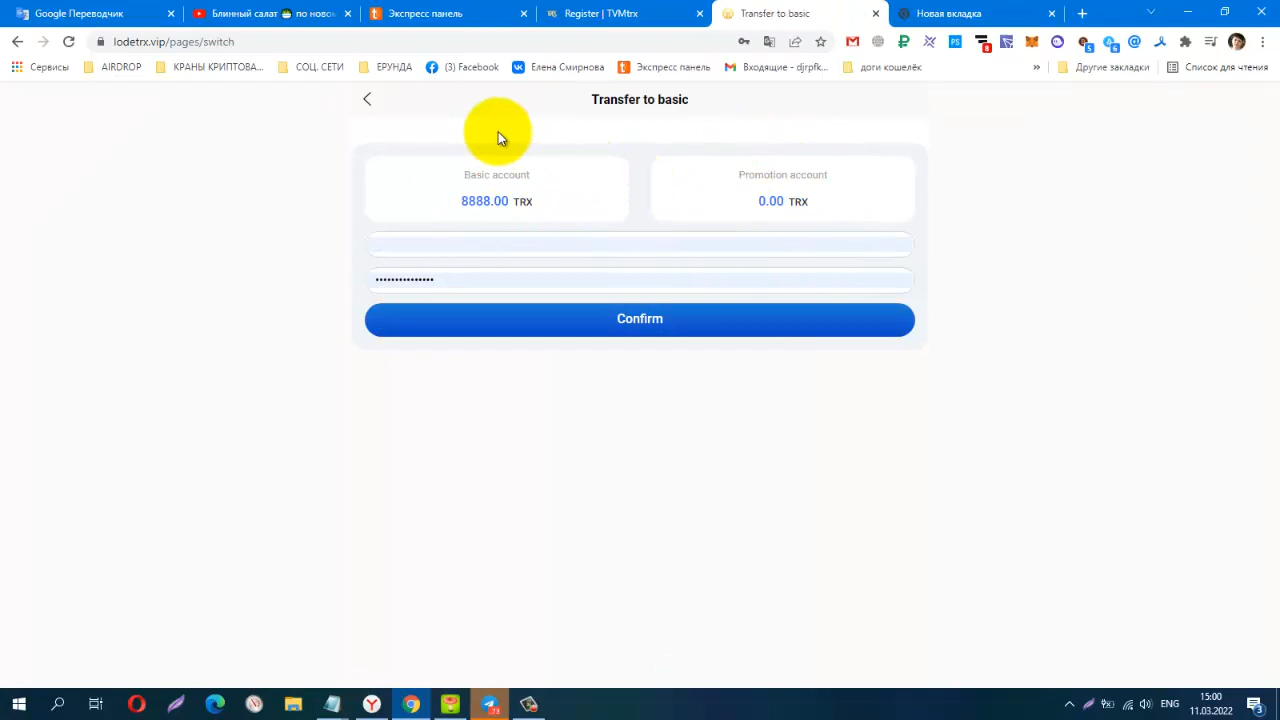 Google Переводчик
Блинный салат 🥗 по новом
Экспресс панель
Register | TVMtrx
Transfer to basic
Новая вкладка
lodetrx.vip/pages/switch
Сервисы
AIRDROP
КРАНЫ КРИПТОВА...
СОЦ. СЕТИ
ЕРУНДА
(3) Facebook
Елена Смирнова
Экспресс панель
Входящие - djrpfk...
доги кошелёк
»
Другие закладки
Список для чтения
Transfer to basic
Basic account
Promotion account
8888.00 TRX
0.00 TRX
•••••••••••••••
Confirm
ENG
15:00
11.03.2022